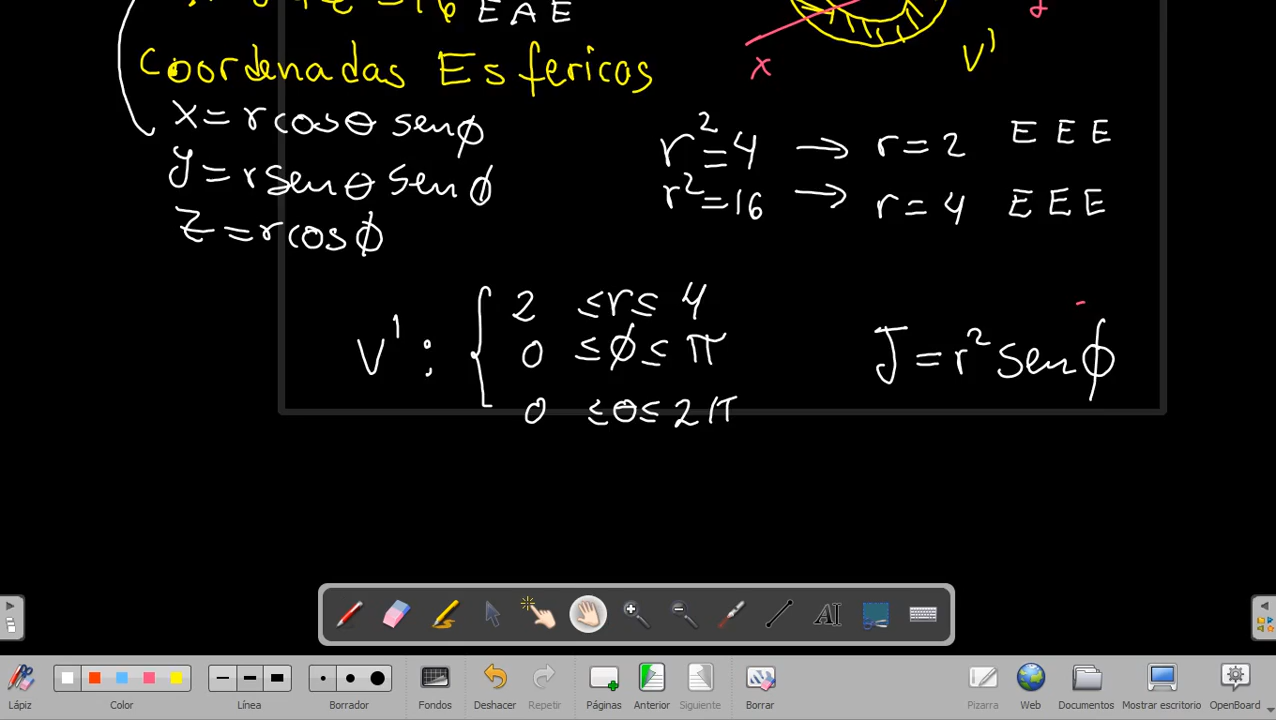 =16 E A E
y
x
V'
Coordenadas Esfericos
x = r cos θ sen ϕ
y = r sen θ sen ϕ
z = r cos ϕ
r² = 4 → r = 2 E E E
r² = 16 → r = 4 E E E
V' : { 2 ≤ r ≤ 4
0 ≤ ϕ ≤ π
0 ≤ θ ≤ 2π
J = r² sen ϕ
Lápiz Color Línea Borrador Fondos Deshacer Repetir Páginas Anterior Siguiente Borrar Pizarra Web Documentos Mostrar escritorio OpenBoard